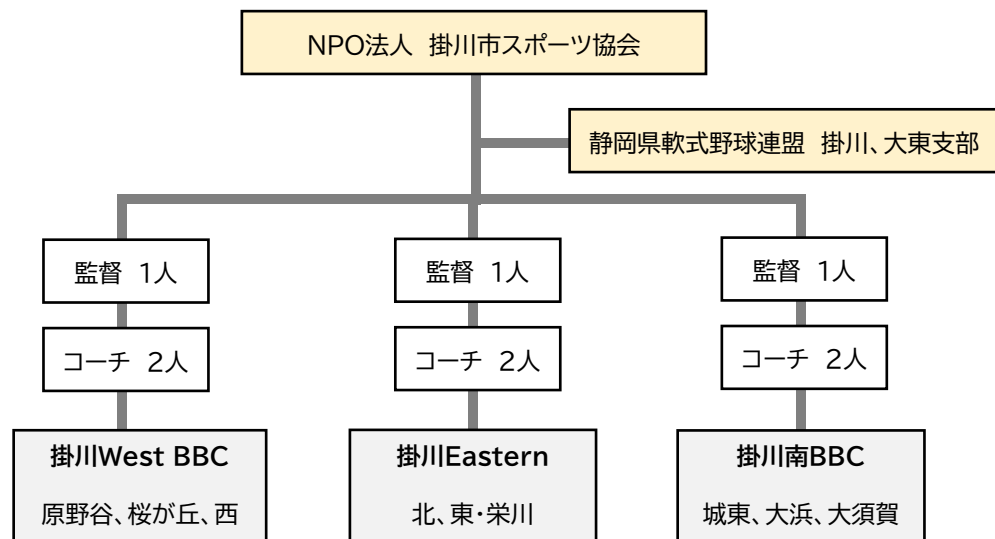 NPO法人 掛川市スポーツ協会
静岡県軟式野球連盟 掛川、大東支部
監督 1人
監督 1人
監督 1人
コーチ 2人
コーチ 2人
コーチ 2人
掛川West BBC
原野谷、桜が丘、西
掛川Eastern
北、東・栄川
掛川南BBC
城東、大浜、大須賀